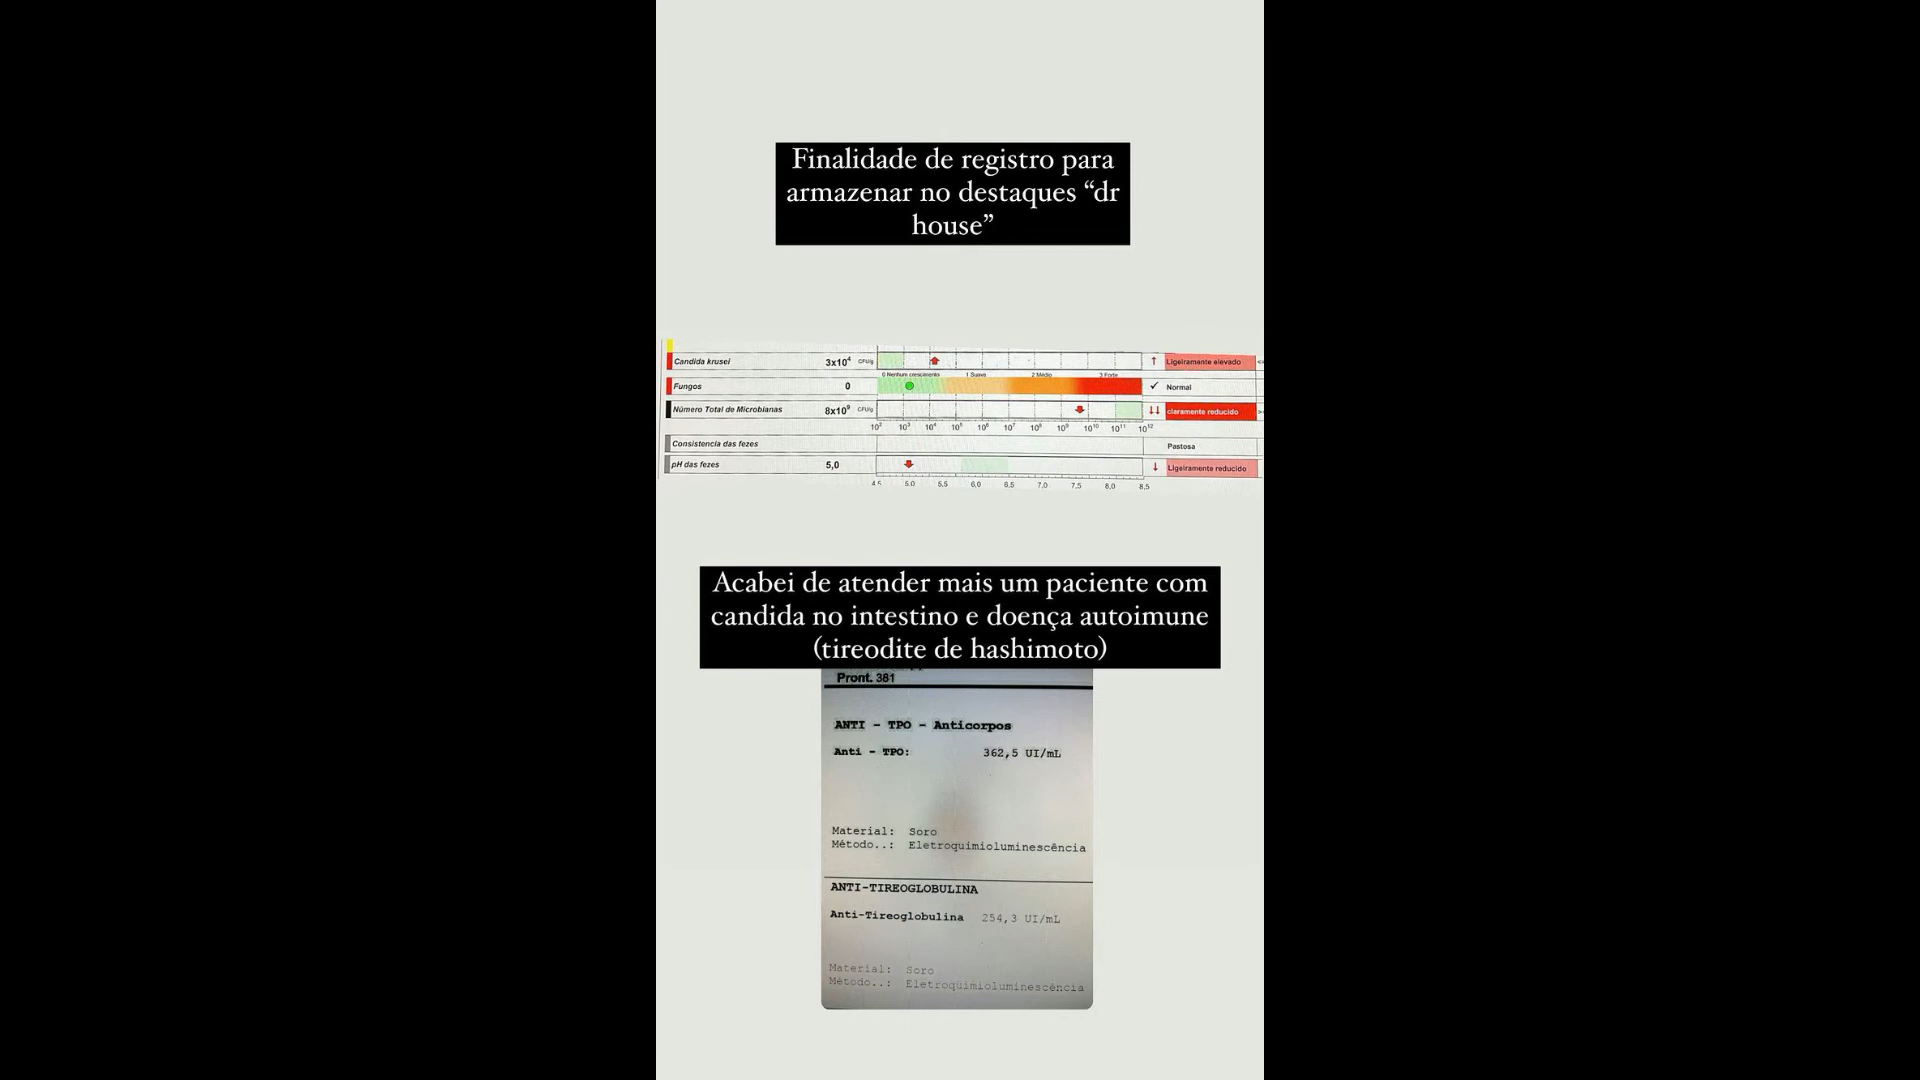 Finalidade de registro para
armazenar no destaques “dr
house”
Candida krusei 3x10⁴ CFU/g ↑ Ligeiramente elevado
0 Nenhum crescimento 1 Suave 2 Médio 3 Forte
Fungos 0 ✓ Normal
Número Total de Microbianas 8x10⁹ CFU/g ↓↓ claramente reducido
10² 10³ 10⁴ 10⁵ 10⁶ 10⁷ 10⁸ 10⁹ 10¹⁰ 10¹¹ 10¹²
Consistencia das fezes Pastosa
pH das fezes 5,0 ↓ Ligeiramente reducido
4,5 5,0 5,5 6,0 6,5 7,0 7,5 8,0 8,5
Acabei de atender mais um paciente com
candida no intestino e doença autoimune
(tireodite de hashimoto)
Pront. 381
ANTI - TPO - Anticorpos
Anti - TPO: 362,5 UI/mL
Material: Soro
Método..: Eletroquimioluminescência
ANTI-TIREOGLOBULINA
Anti-Tireoglobulina 254,3 UI/mL
Material: Soro
Método..: Eletroquimioluminescência